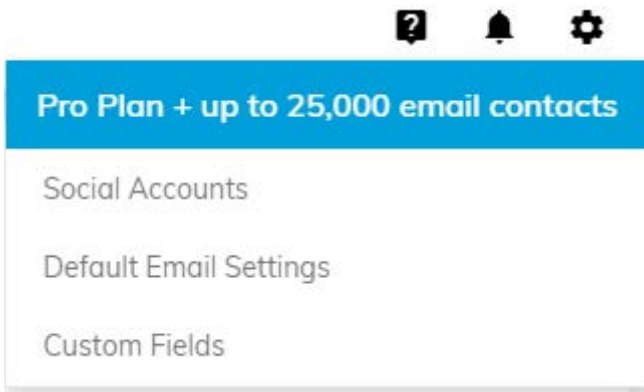 Pro Plan + up to 25,000 email contacts
Social Accounts
Default Email Settings
Custom Fields